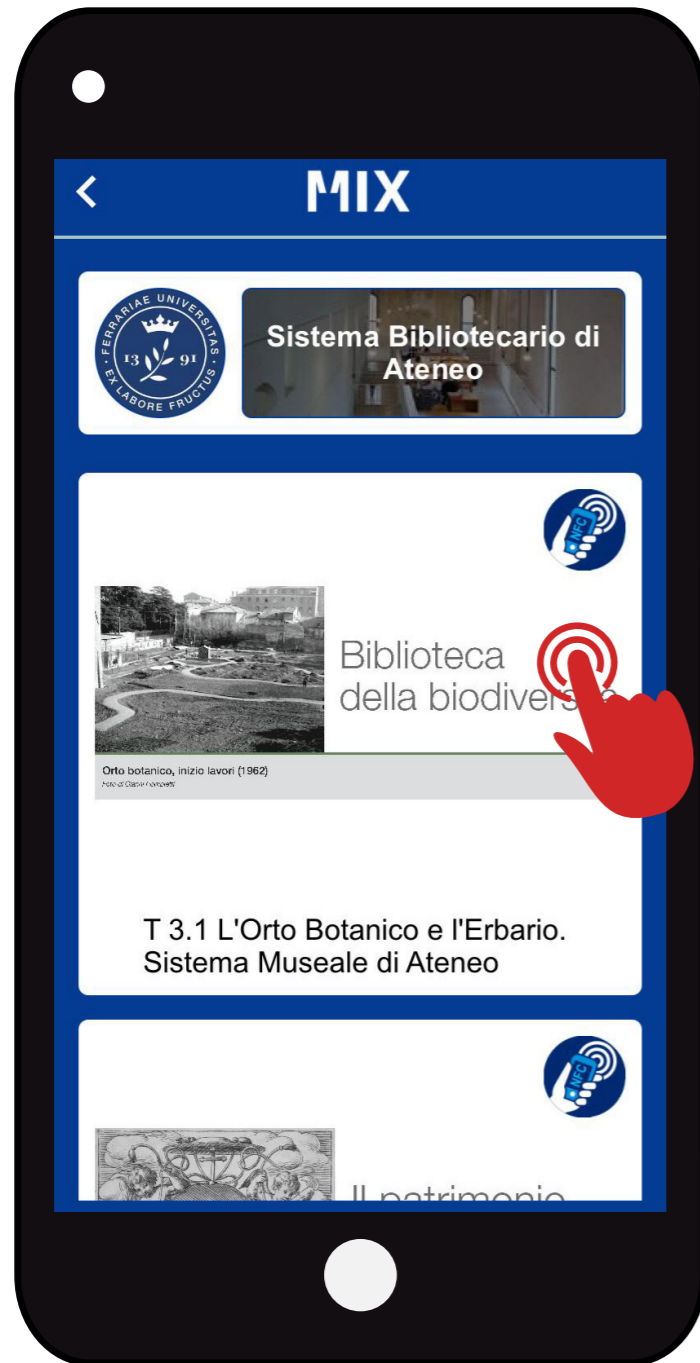 MIX
FERRARIAE UNIVERSITAS
EX LABORE FRUCTUS
13 91
Sistema Bibliotecario di
Ateneo
NFC
Biblioteca
della biodivers
Orto botanico, inizio lavori (1962)
T 3.1 L'Orto Botanico e l'Erbario.
Sistema Museale di Ateneo
NFC
Il patrimonio